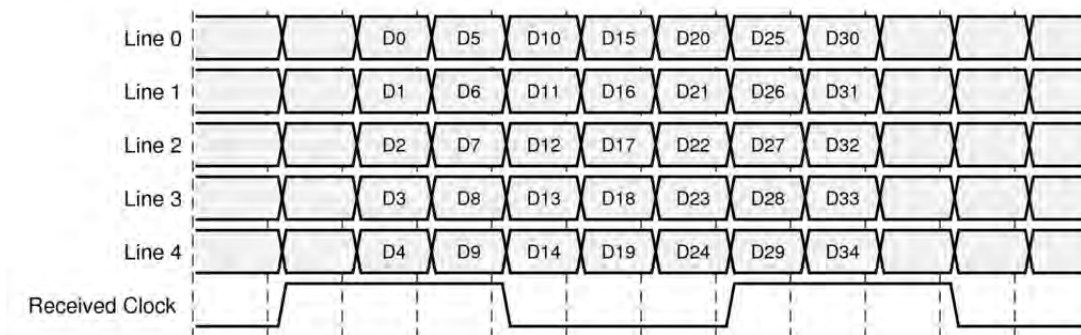 Line 0 D0 D5 D10 D15 D20 D25 D30
Line 1 D1 D6 D11 D16 D21 D26 D31
Line 2 D2 D7 D12 D17 D22 D27 D32
Line 3 D3 D8 D13 D18 D23 D28 D33
Line 4 D4 D9 D14 D19 D24 D29 D34
Received Clock